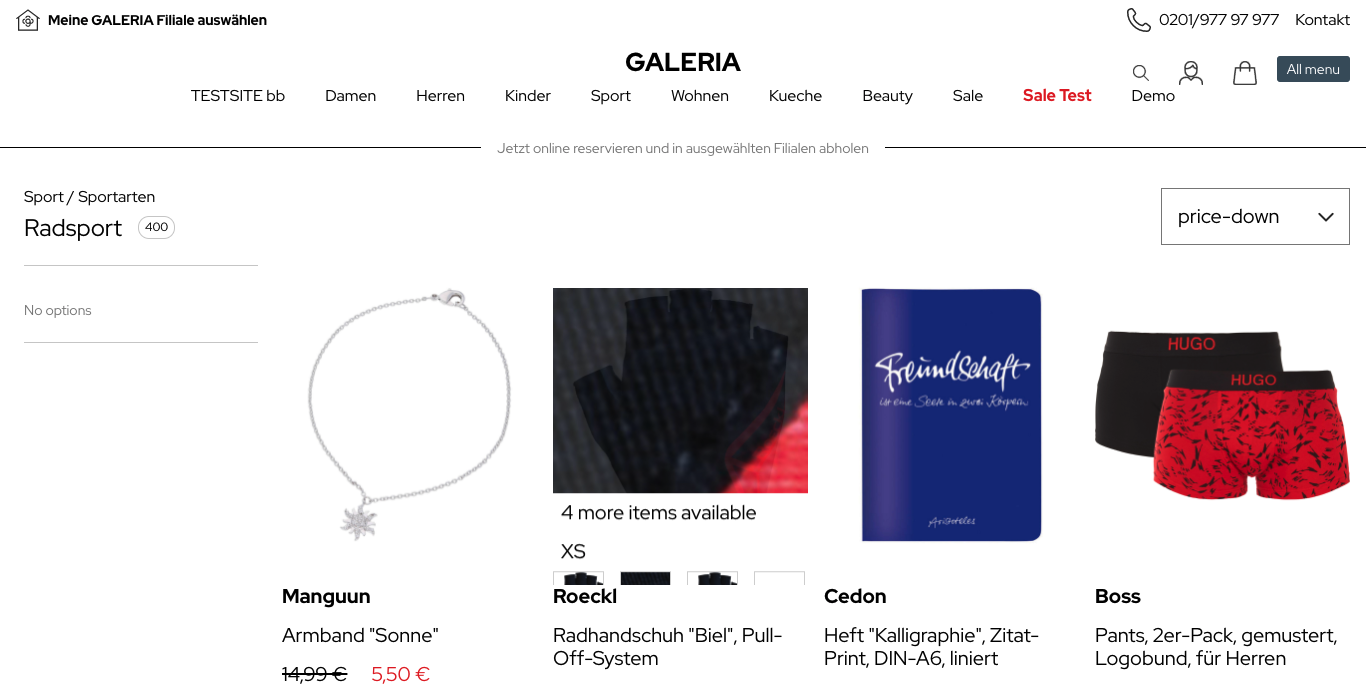 Meine GALERIA Filiale auswählen
0201/977 97 977 Kontakt
GALERIA
All menu
TESTSITE bb Damen Herren Kinder Sport Wohnen Kueche Beauty Sale Sale Test Demo
Jetzt online reservieren und in ausgewählten Filialen abholen
Sport / Sportarten
Radsport 400
price-down
No options
Freundschaft
ist eine Seele in zwei Körpern
Aristoteles
HUGO
HUGO
4 more items available
XS
Manguun
Armband "Sonne"
14,99 € 5,50 €
Roeckl
Radhandschuh "Biel", Pull-
Off-System
Cedon
Heft "Kalligraphie", Zitat-
Print, DIN-A6, liniert
Boss
Pants, 2er-Pack, gemustert,
Logobund, für Herren